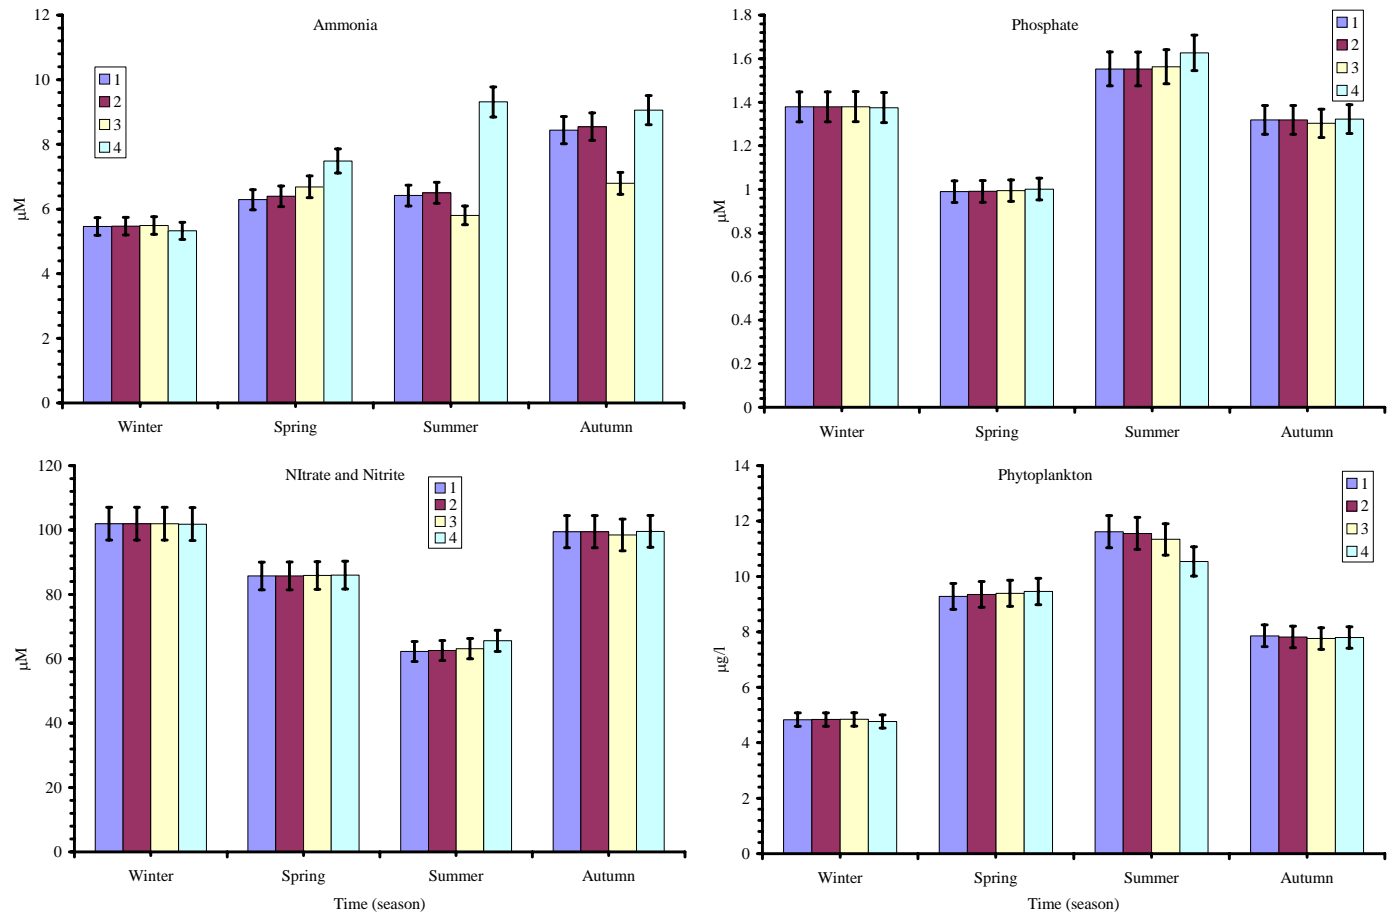 Ammonia
12
10
8
6
4
2
0
µM
1
2
3
4
Winter
Spring
Summer
Autumn
Phosphate
1.8
1.6
1.4
1.2
1
0.8
0.6
0.4
0.2
0
µM
1
2
3
4
Winter
Spring
Summer
Autumn
NItrate and Nitrite
120
100
80
60
40
20
0
µM
1
2
3
4
Winter
Spring
Summer
Autumn
Time (season)
Phytoplankton
14
12
10
8
6
4
2
0
µg/l
1
2
3
4
Winter
Spring
Summer
Autumn
Time (season)